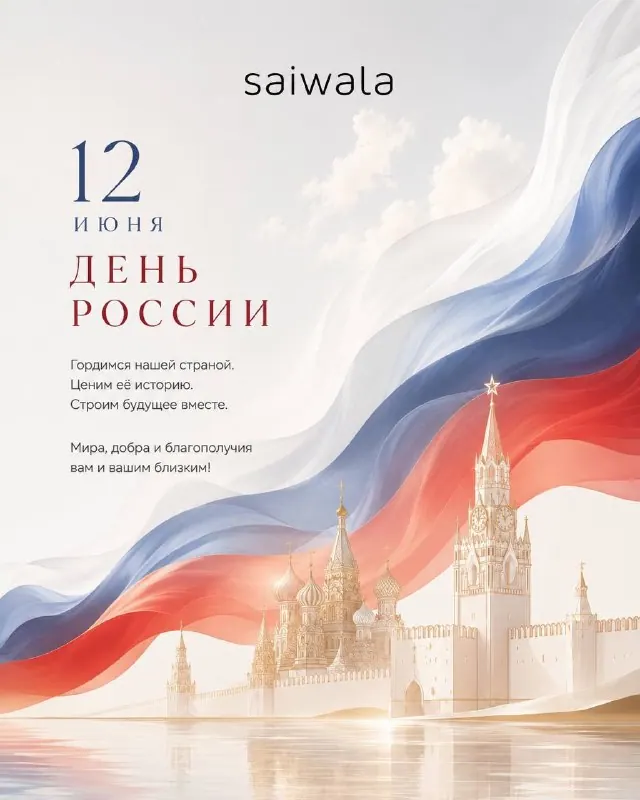 saiwala
12
ИЮНЯ
ДЕНЬ
РОССИИ
Гордимся нашей страной.
Ценим её историю.
Строим будущее вместе.
Мира, добра и благополучия
вам и вашим близким!